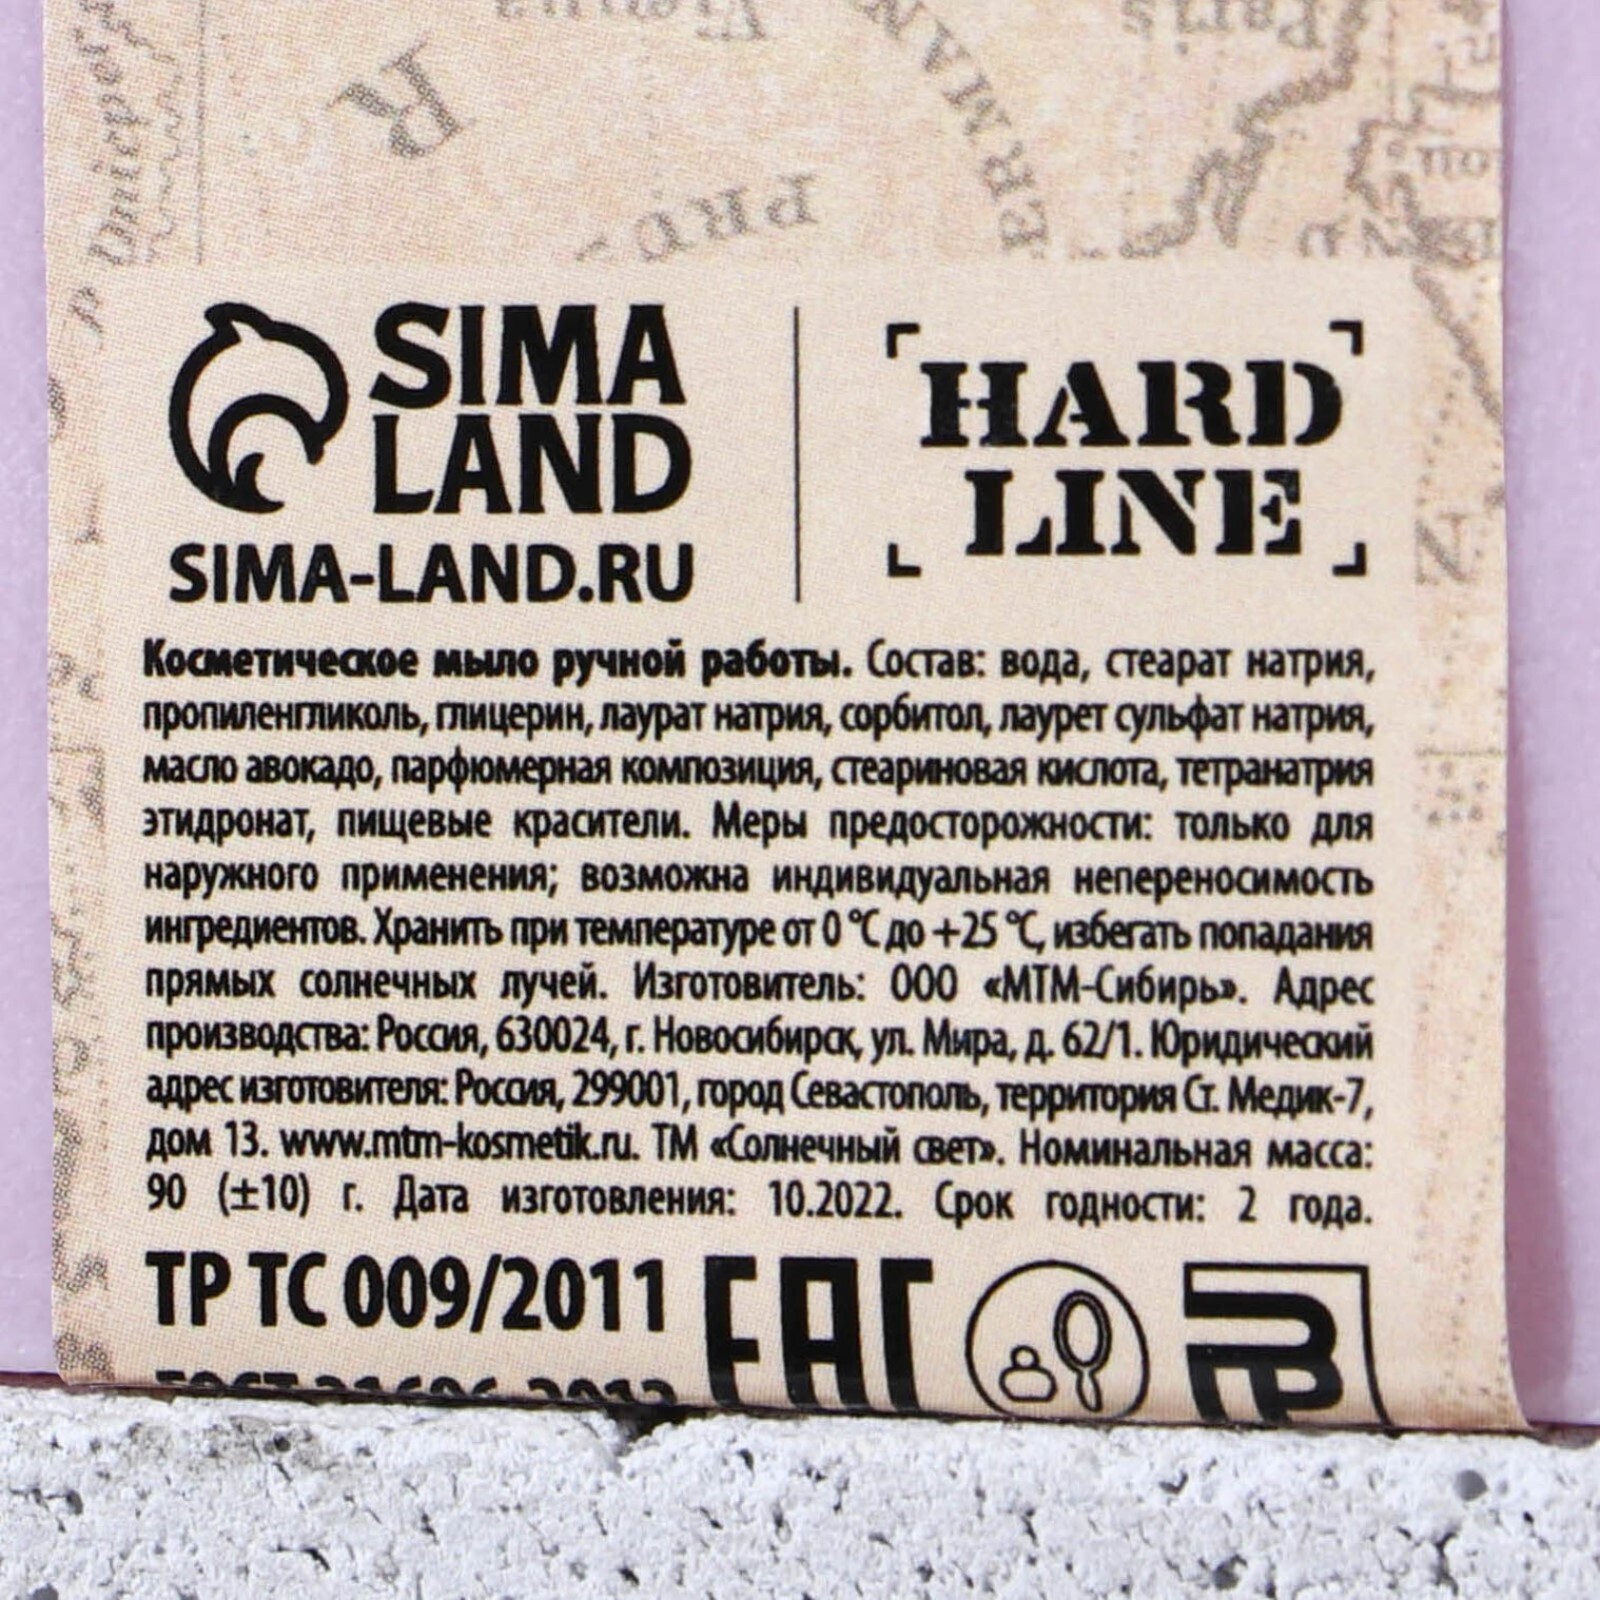 SIMA
LAND
SIMA-LAND.RU
HARD
LINE
Косметическое мыло ручной работы. Состав: вода, стеарат натрия,
пропиленгликоль, глицерин, лаурат натрия, сорбитол, лаурет сульфат натрия,
масло авокадо, парфюмерная композиция, стеариновая кислота, тетранатрия
этидронат, пищевые красители. Меры предосторожности: только для
наружного применения; возможна индивидуальная непереносимость
ингредиентов. Хранить при температуре от 0 °С до +25 °С, избегать попадания
прямых солнечных лучей. Изготовитель: ООО «МТМ-Сибирь». Адрес
производства: Россия, 630024, г. Новосибирск, ул. Мира, д. 62/1. Юридический
адрес изготовителя: Россия, 299001, город Севастополь, территория Ст. Медик-7,
дом 13. www.mtm-kosmetik.ru. ТМ «Солнечный свет». Номинальная масса:
90 (±10) г. Дата изготовления: 10.2022. Срок годности: 2 года.
ТР ТС 009/2011
ЕАС